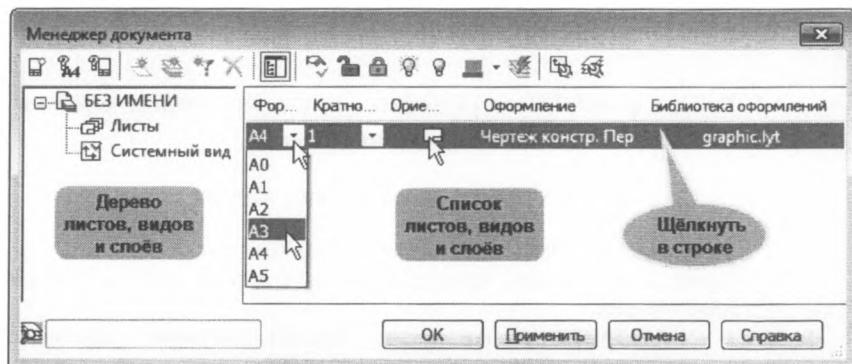 Менеджер документа
A4
БЕЗ ИМЕНИ
Листы
Системный вид
Дерево
листов, видов
и слоёв
Фор... Кратно... Орие... Оформление Библиотека оформлений
A4 1 Чертеж констр. Пер graphic.lyt
A0
A1
A2
A3
A4
A5
Список
листов, видов
и слоёв
Щёлкнуть
в строке
OK Применить Отмена Справка